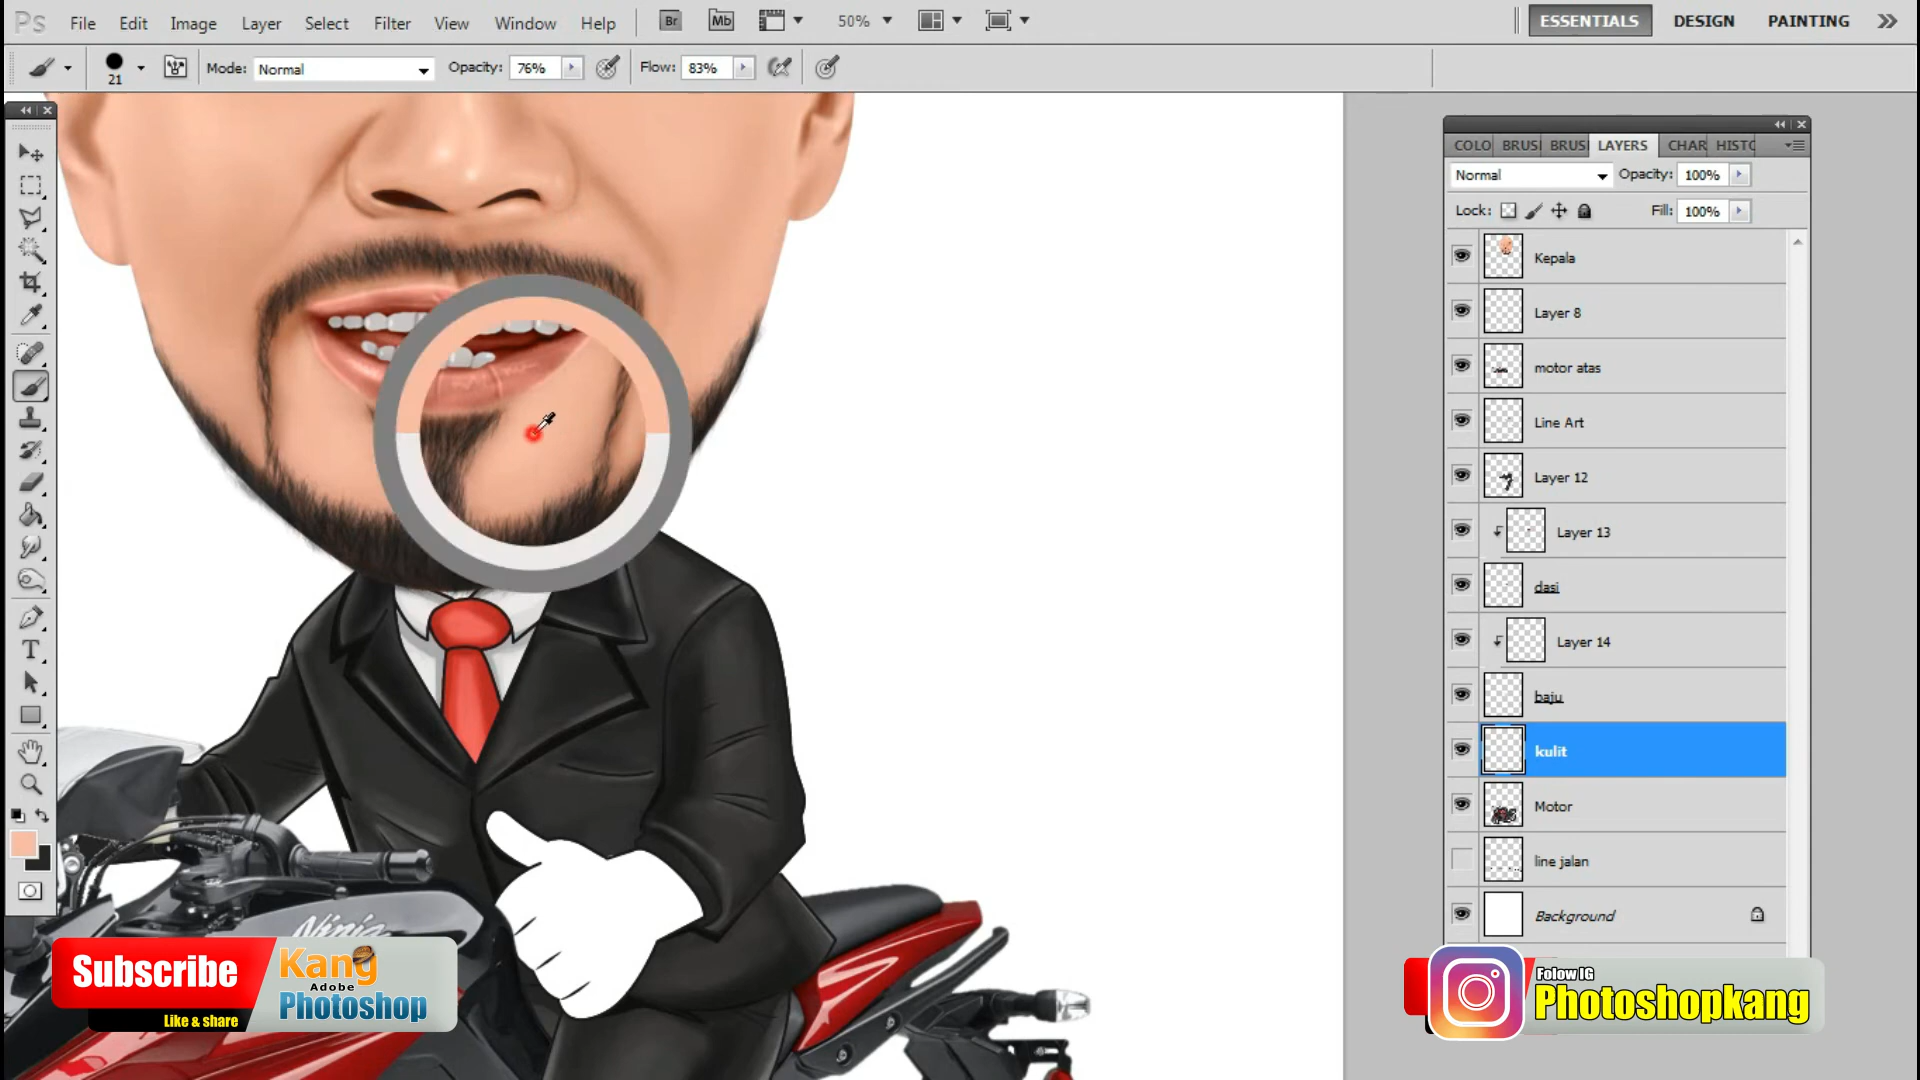 Ps File Edit Image Layer Select Filter View Window Help Br Mb 50% ESSENTIALS DESIGN PAINTING
21 Mode: Normal Opacity: 76% Flow: 83%
COLO BRUS BRUS LAYERS CHAR HISTO
Normal Opacity: 100%
Lock: Fill: 100%
Kepala
Layer 8
motor atas
Line Art
Layer 12
Layer 13
dasi
Layer 14
baju
kulit
Motor
line jalan
Background
T
Ninja
Subscribe
Like & share
Kang
Adobe
Photoshop
Folow IG
Photoshopkang